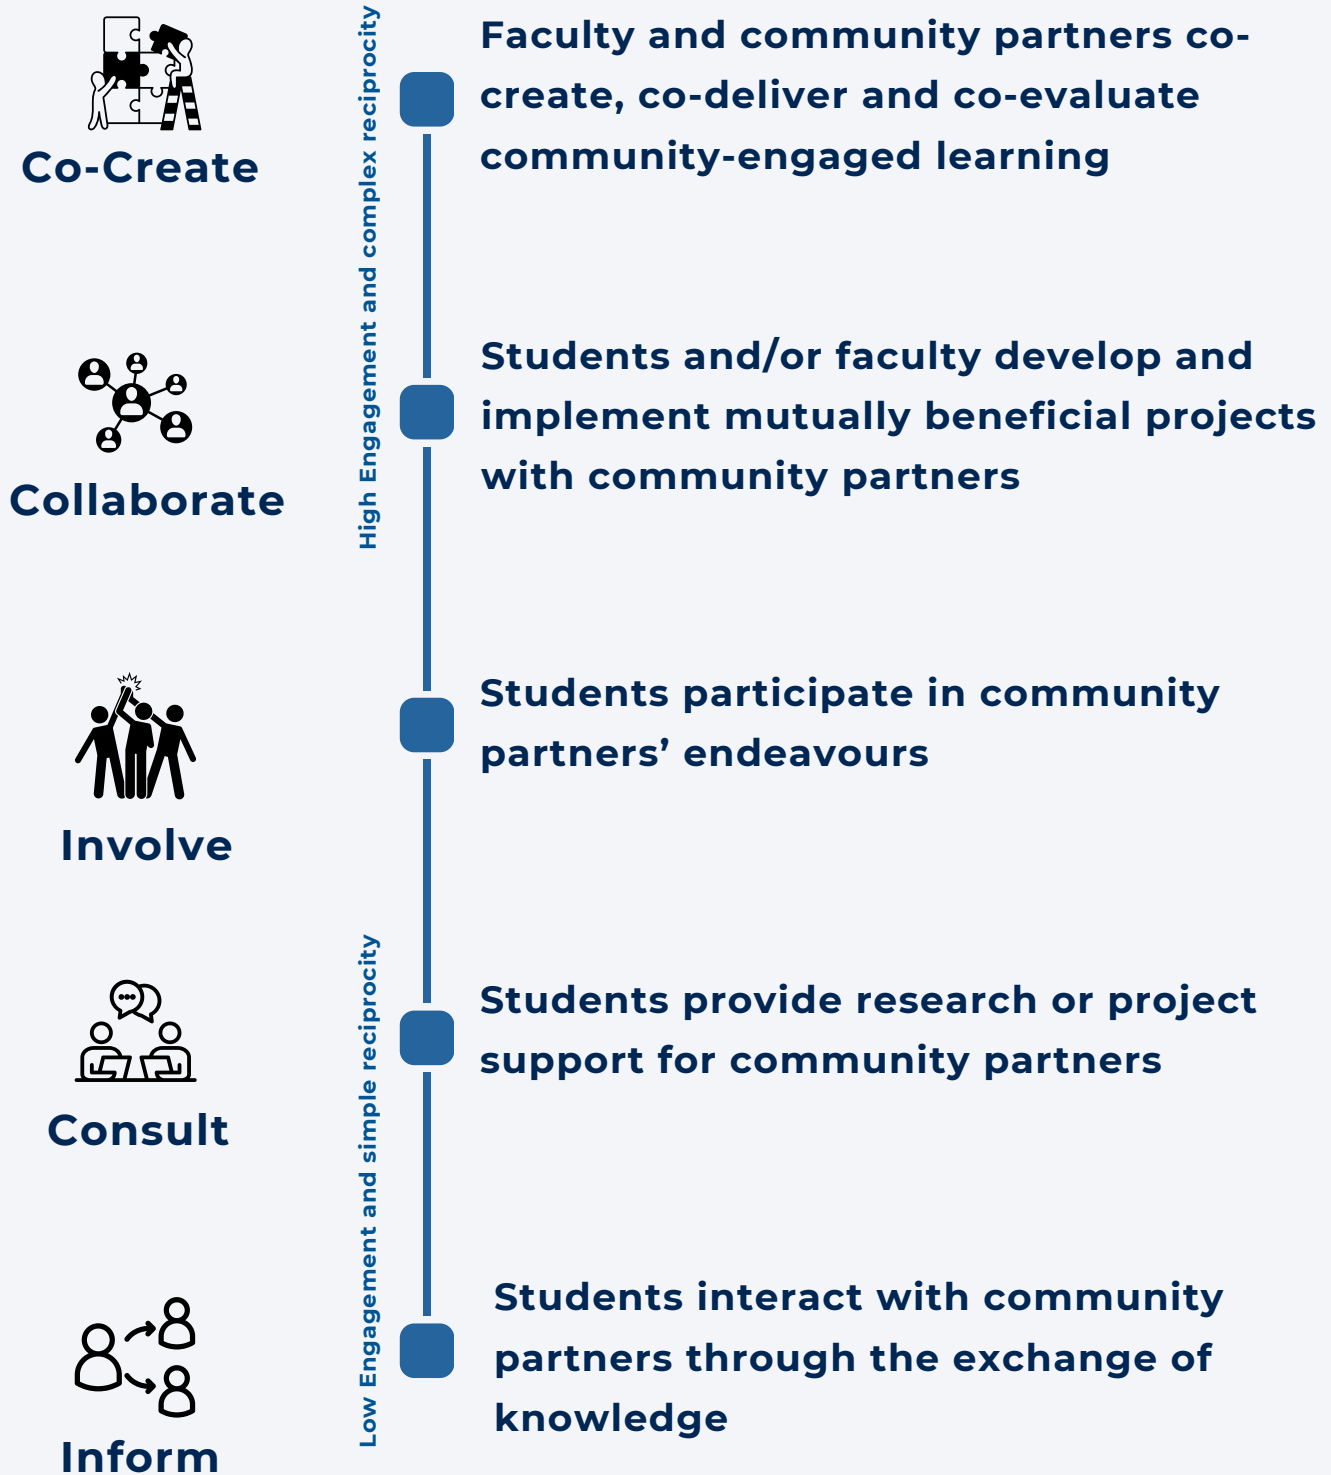 Co-Create
High Engagement and complex reciprocity
Faculty and community partners co-
create, co-deliver and co-evaluate
community-engaged learning
Collaborate
Students and/or faculty develop and
implement mutually beneficial projects
with community partners
Involve
Students participate in community
partners’ endeavours
Consult
Low Engagement and simple reciprocity
Students provide research or project
support for community partners
Inform
Students interact with community
partners through the exchange of
knowledge